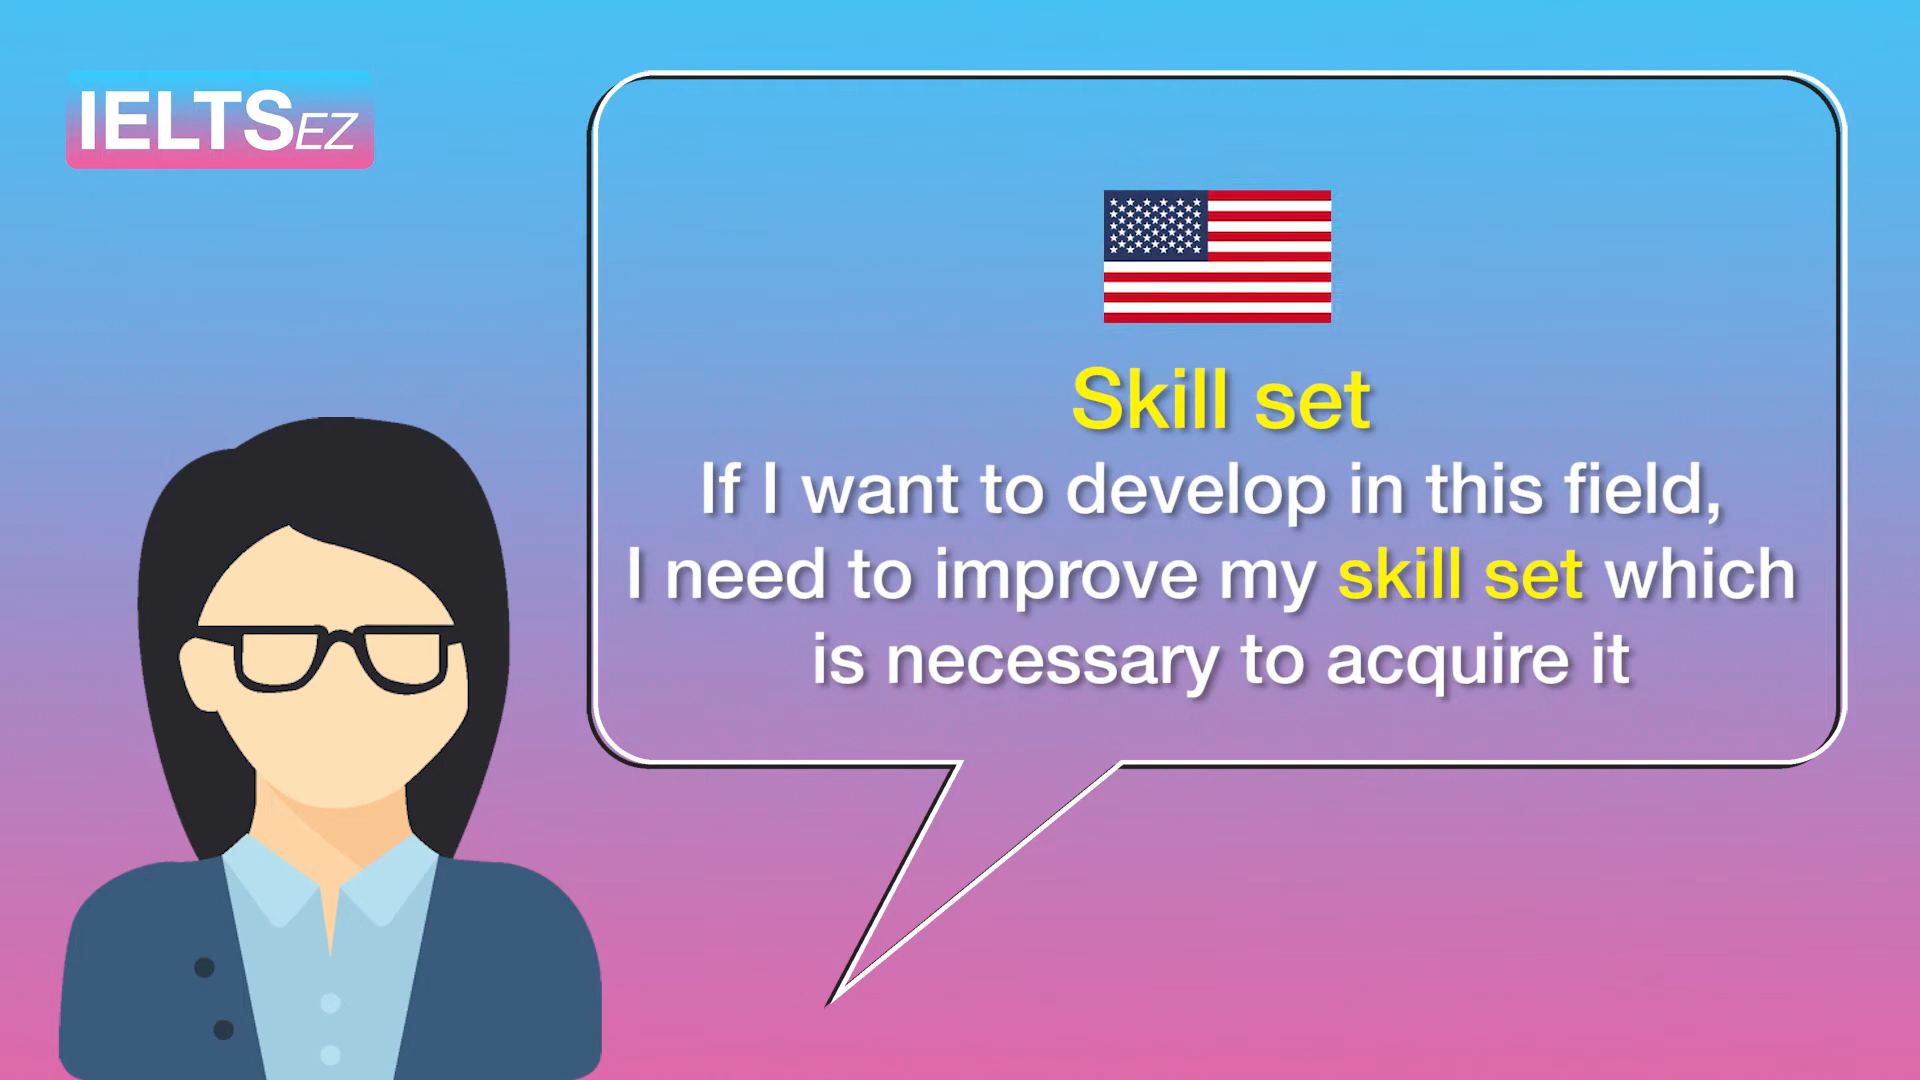 IELTSEZ
Skill set
If I want to develop in this field,
I need to improve my skill set which
is necessary to acquire it